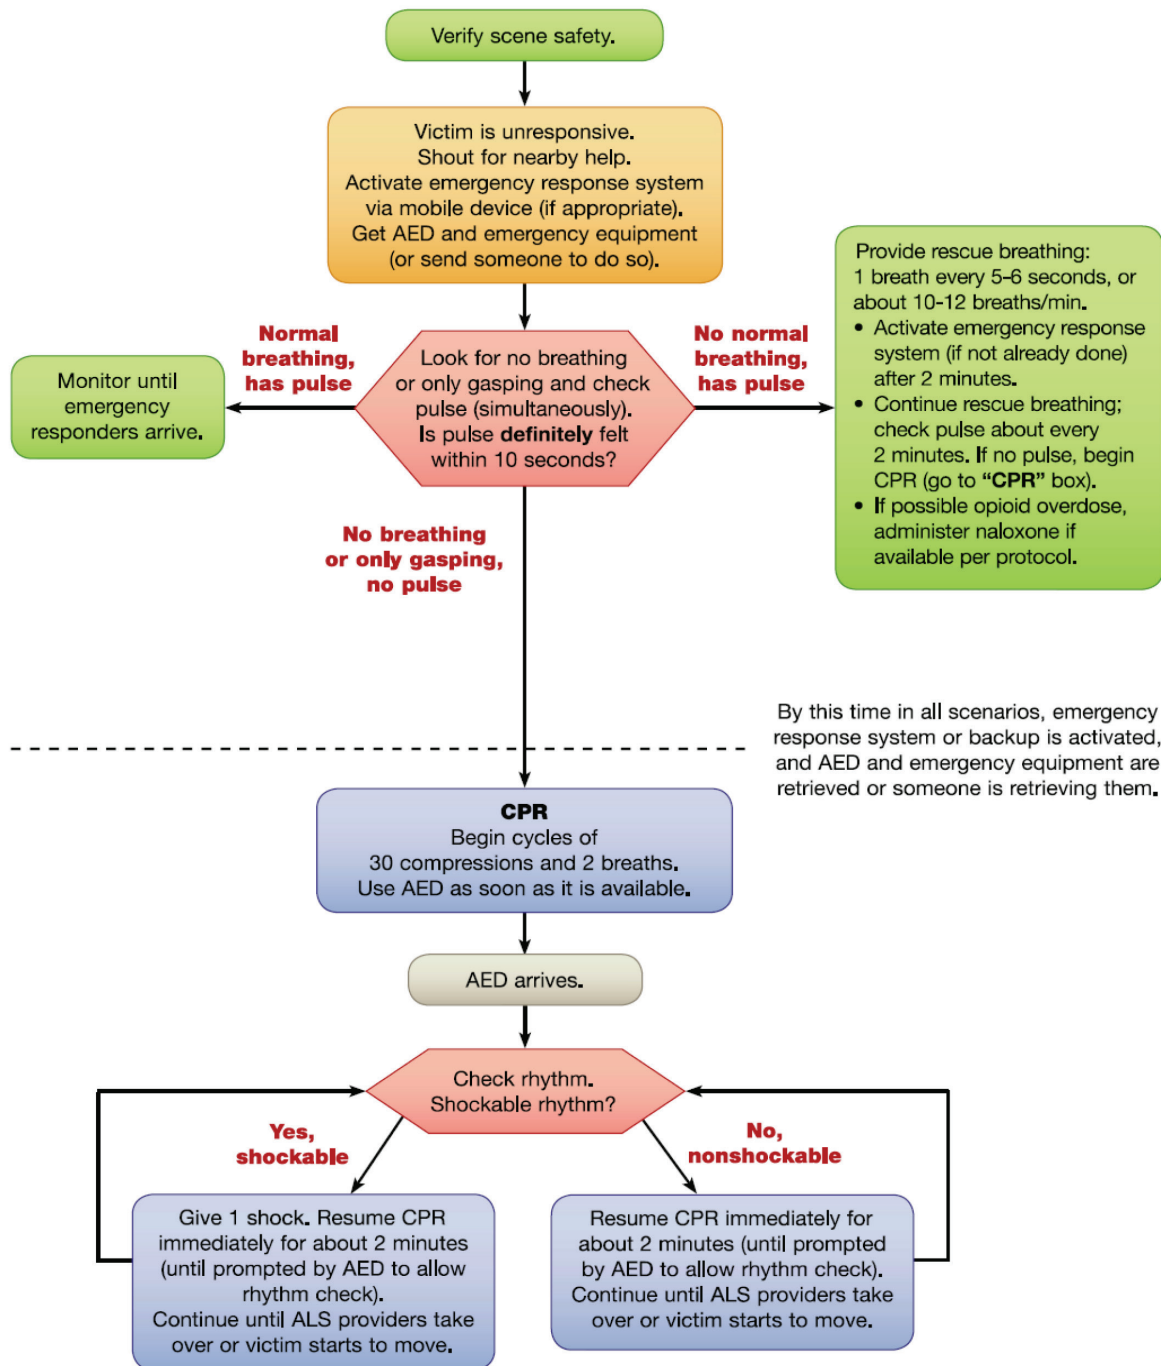 Verify scene safety.
Victim is unresponsive.
Shout for nearby help.
Activate emergency response system
via mobile device (if appropriate).
Get AED and emergency equipment
(or send someone to do so).
Normal
breathing,
has pulse
Monitor until
emergency
responders arrive.
Look for no breathing
or only gasping and check
pulse (simultaneously).
Is pulse definitely felt
within 10 seconds?
No normal
breathing,
has pulse
Provide rescue breathing:
1 breath every 5-6 seconds, or
about 10-12 breaths/min.
• Activate emergency response
system (if not already done)
after 2 minutes.
• Continue rescue breathing;
check pulse about every
2 minutes. If no pulse, begin
CPR (go to “CPR” box).
• If possible opioid overdose,
administer naloxone if
available per protocol.
No breathing
or only gasping,
no pulse
By this time in all scenarios, emergency
response system or backup is activated,
and AED and emergency equipment are
retrieved or someone is retrieving them.
CPR
Begin cycles of
30 compressions and 2 breaths.
Use AED as soon as it is available.
AED arrives.
Check rhythm.
Shockable rhythm?
Yes,
shockable
No,
nonshockable
Give 1 shock. Resume CPR
immediately for about 2 minutes
(until prompted by AED to allow
rhythm check).
Continue until ALS providers take
over or victim starts to move.
Resume CPR immediately for
about 2 minutes (until prompted
by AED to allow rhythm check).
Continue until ALS providers take
over or victim starts to move.